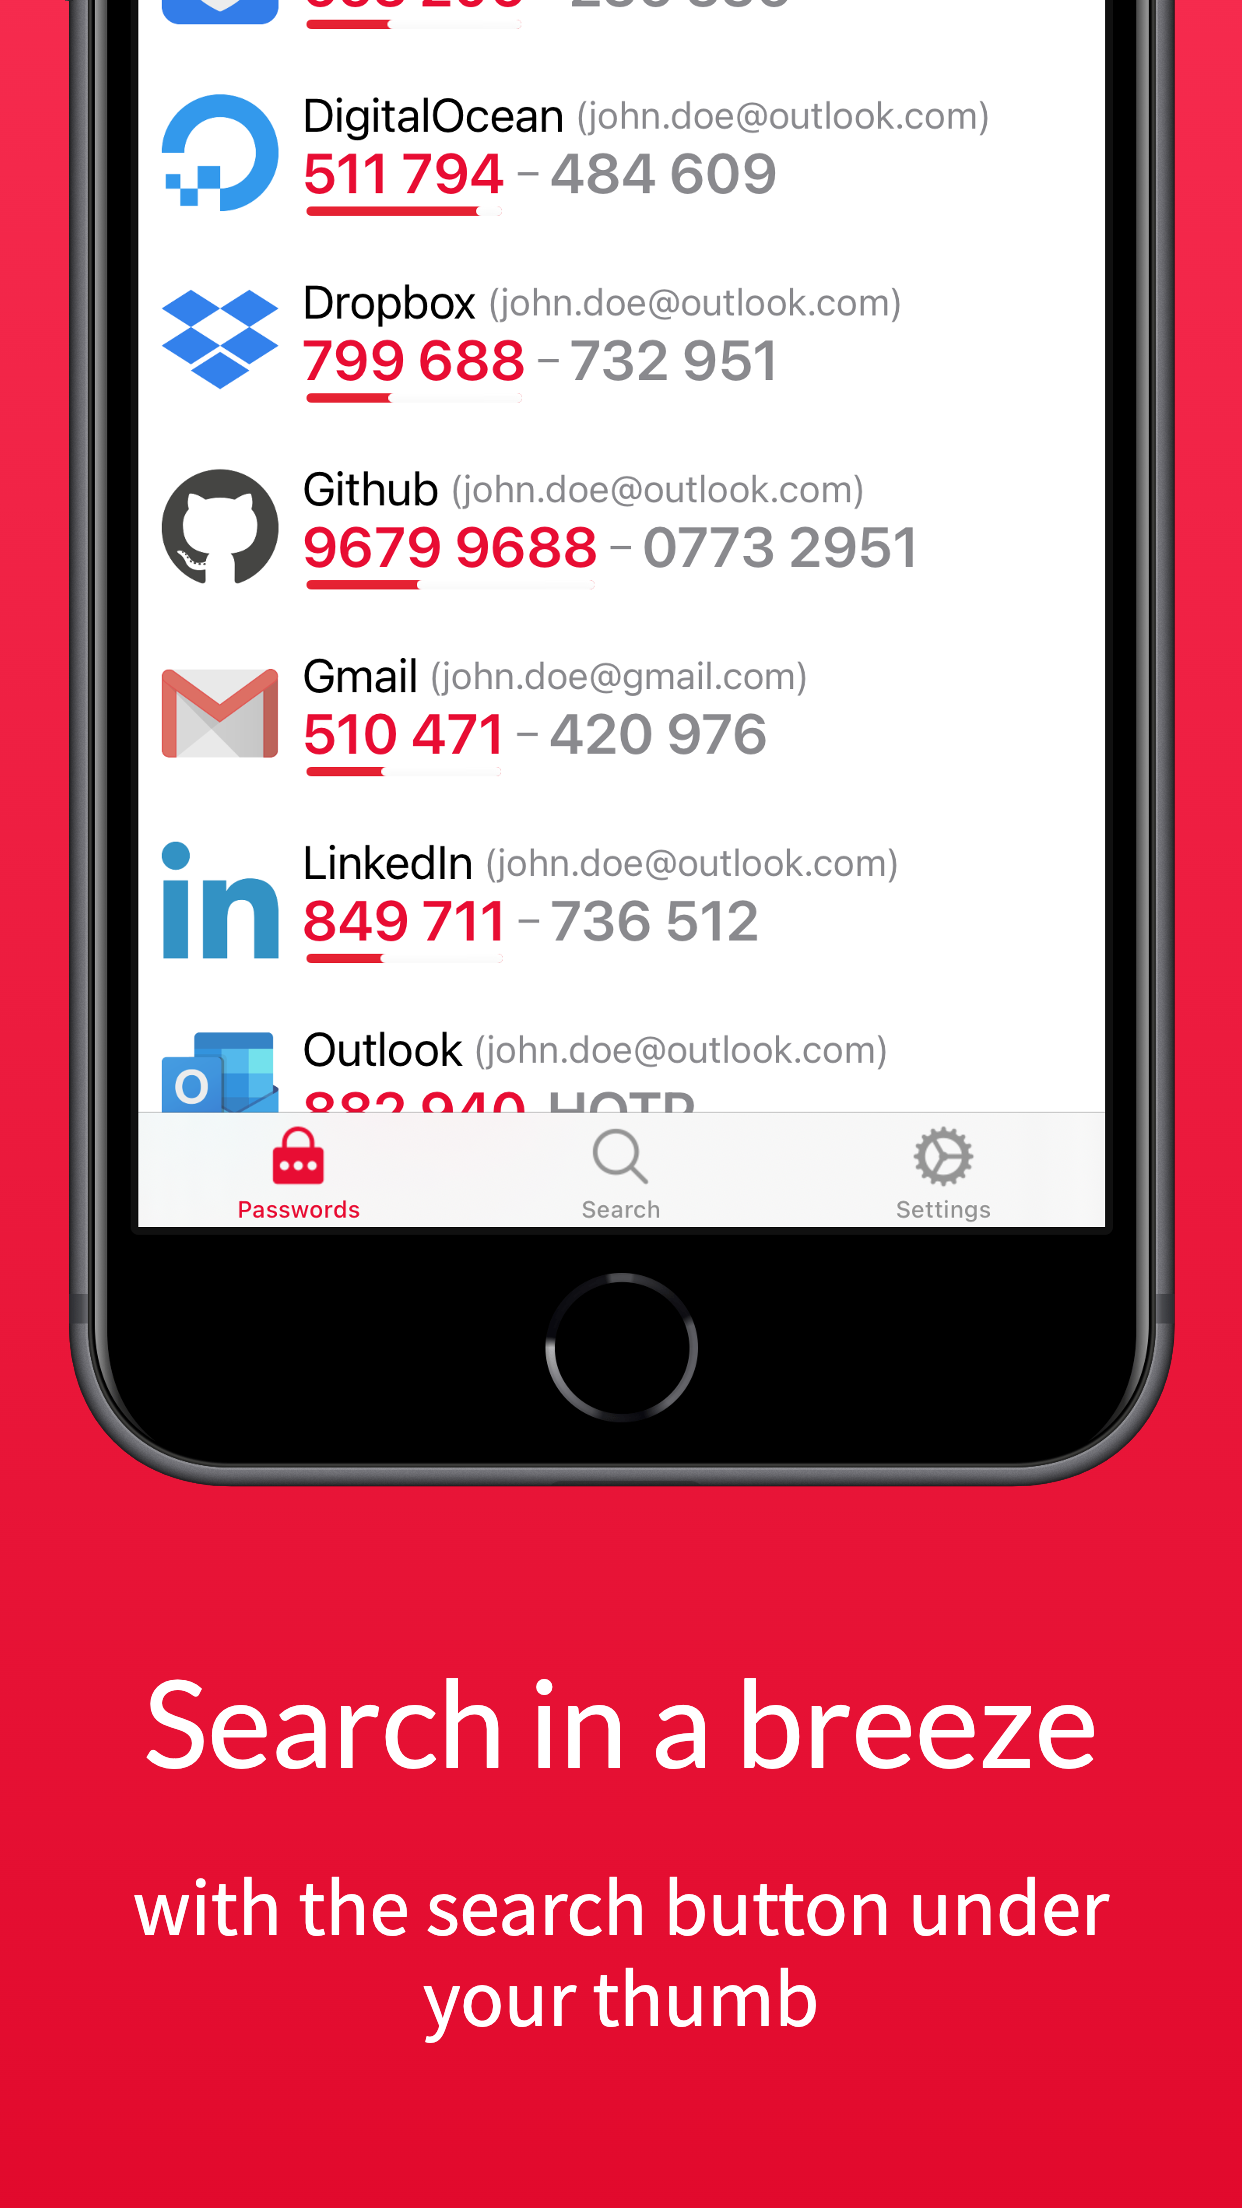 DigitalOcean (john.doe@outlook.com)
511 794 – 484 609
Dropbox (john.doe@outlook.com)
799 688 – 732 951
Github (john.doe@outlook.com)
9679 9688 – 0773 2951
Gmail (john.doe@gmail.com)
510 471 – 420 976
LinkedIn (john.doe@outlook.com)
849 711 – 736 512
Outlook (john.doe@outlook.com)
882 940 HOTP
Passwords
Search
Settings
Search in a breeze
with the search button under
your thumb